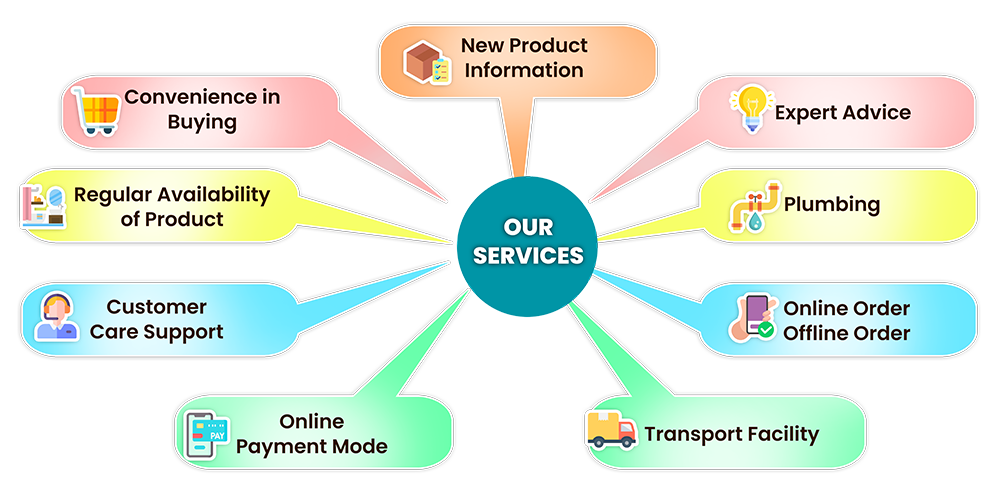 New Product
Information
Convenience in
Buying
Expert Advice
Regular Availability
of Product
Plumbing
OUR
SERVICES
Customer
Care Support
Online Order
Offline Order
Online
Payment Mode
PAY
Transport Facility